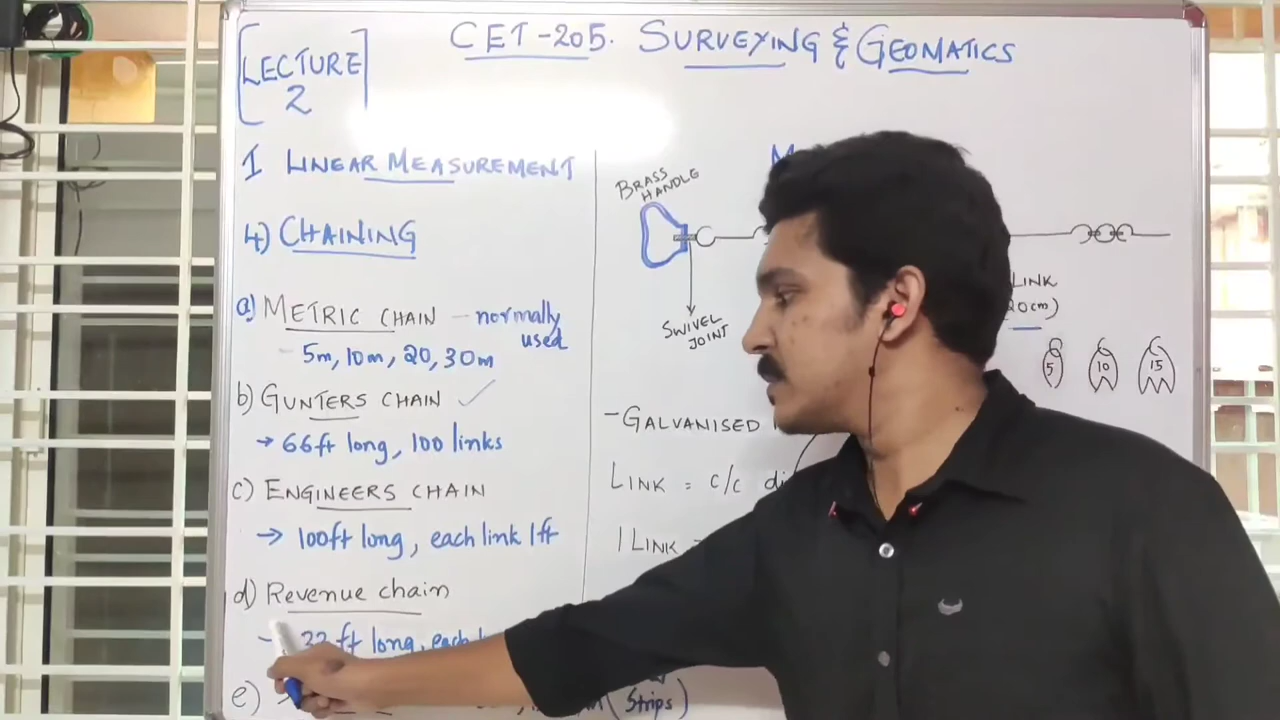 [LECTURE 2]
CET-205. SURVEYING & GEOMATICS
I LINEAR MEASUREMENT
4) CHAINING
a) METRIC CHAIN - normally used
- 5m, 10m, 20, 30m
b) GUNTERS CHAIN ✓
→ 66ft long, 100 links
c) ENGINEERS CHAIN
→ 100ft long, each link 1ft
d) Revenue chain
ft long, each
e)
(Strips)
BRASS
HANDLE
SWIVEL
JOINT
LINK
20cm)
5 10 15
- GALVANISED
LINK = c/c
1 LINK =